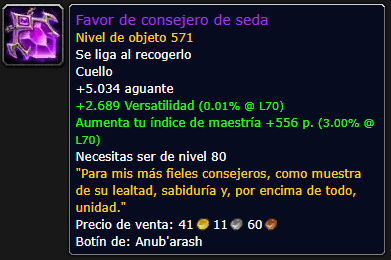 Favor de consejero de seda
Nivel de objeto 571
Se liga al recogerlo
Cuello
+5.034 aguante
+2.689 Versatilidad (0.01% @ L70)
Aumenta tu índice de maestría +556 p. (3.00% @
L70)
Necesitas ser de nivel 80
"Para mis más fieles consejeros, como muestra
de su lealtad, sabiduría y, por encima de todo,
unidad."
Precio de venta: 41 11 60
Botín de: Anub'arash